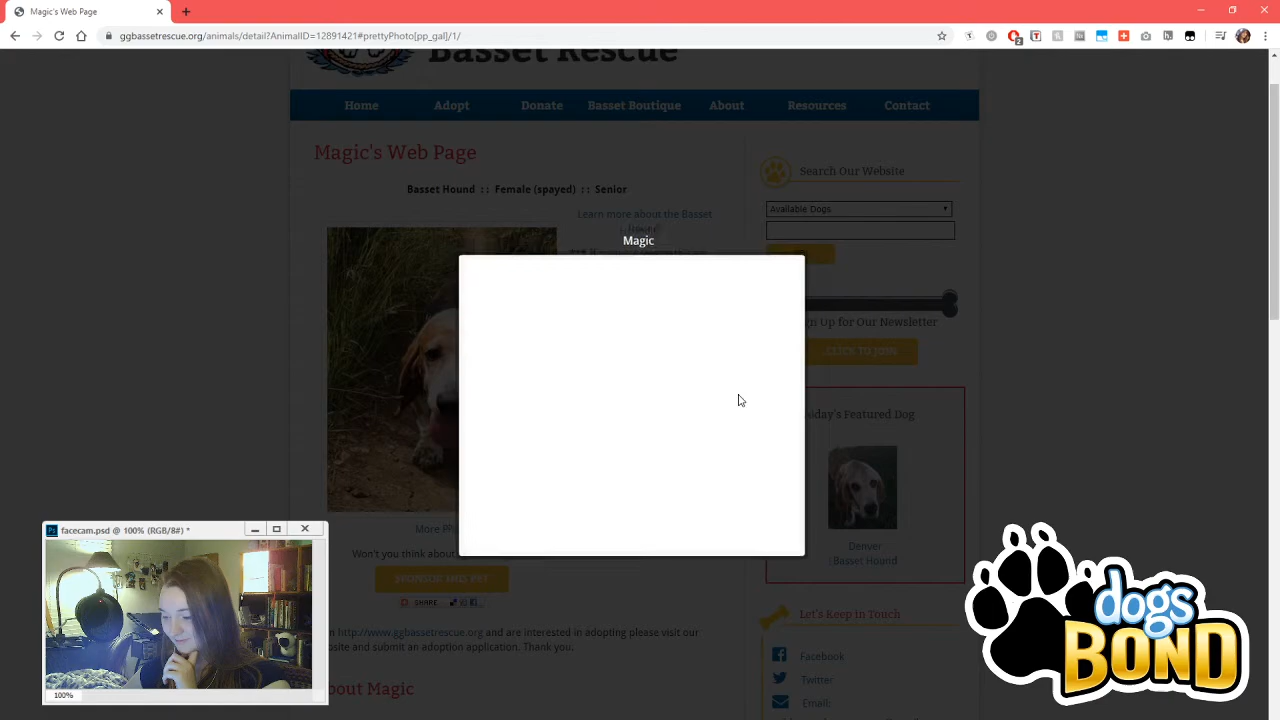 Magic's Web Page
ggbassetrescue.org/animals/detail?AnimalID=12891421#prettyPhoto[pp_gal]/1/
Basset Rescue
Home Adopt Donate Basset Boutique About Resources Contact
Magic's Web Page
Basset Hound :: Female (spayed) :: Senior
Learn more about the Basset
Magic
Search Our Website
Available Dogs
Sign Up for Our Newsletter
CLICK TO JOIN!
Today's Featured Dog
Denver
Basset Hound
More
Won't you think about
SPONSOR THIS PET
SHARE
http://www.ggbassetrescue.org and are interested in adopting please visit our
site and submit an adoption application. Thank you.
About Magic
Let's Keep in Touch
Facebook
Twitter
Email:
facecam.psd @ 100% (RGB/8#) *
100%
dogs
BOND